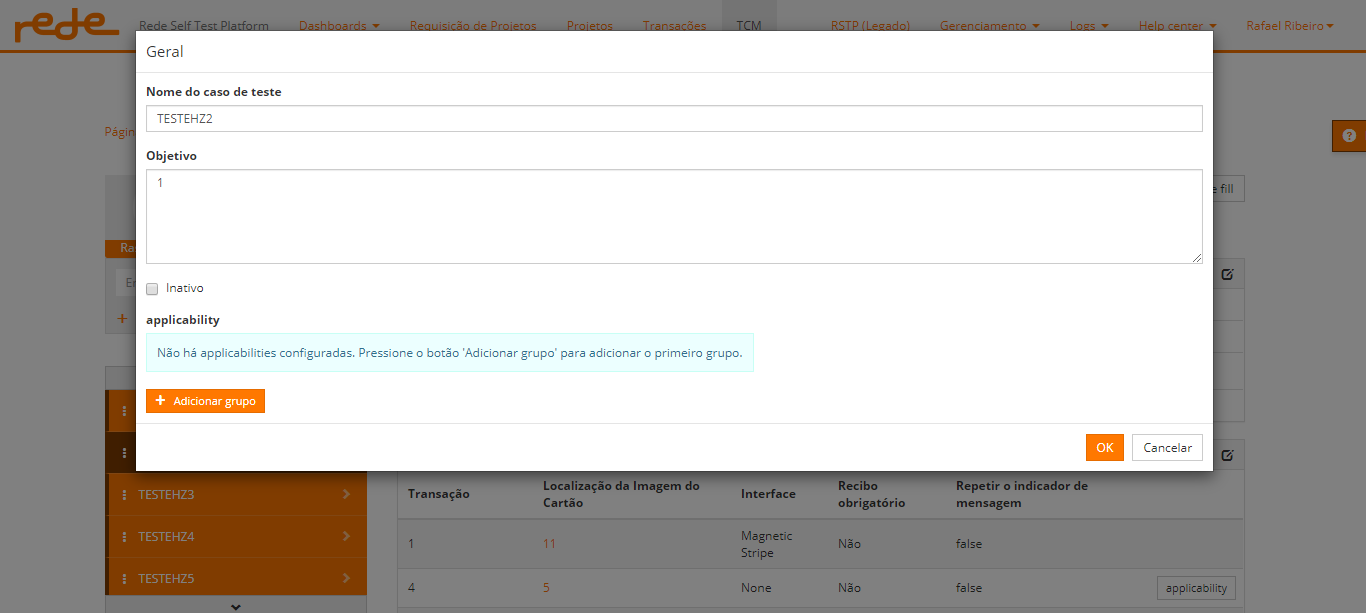 rede
Rede Self Test Platform Dashboards Requisição de Projetos Projetos Transações TCM RSTP (Legado) Gerenciamento Logs Help center Rafael Ribeiro
Geral
Nome do caso de teste
TESTEHZ2
Objetivo
1
Inativo
applicability
Não há applicabilities configuradas. Pressione o botão 'Adicionar grupo' para adicionar o primeiro grupo.
+ Adicionar grupo
OK Cancelar
fill
TESTEHZ3
TESTEHZ4
TESTEHZ5
Transação
Localização da Imagem do
Cartão
Interface
Recibo
obrigatório
Repetir o indicador de
mensagem
1 11 Magnetic
Stripe
Não false
4 5 None Não false applicability